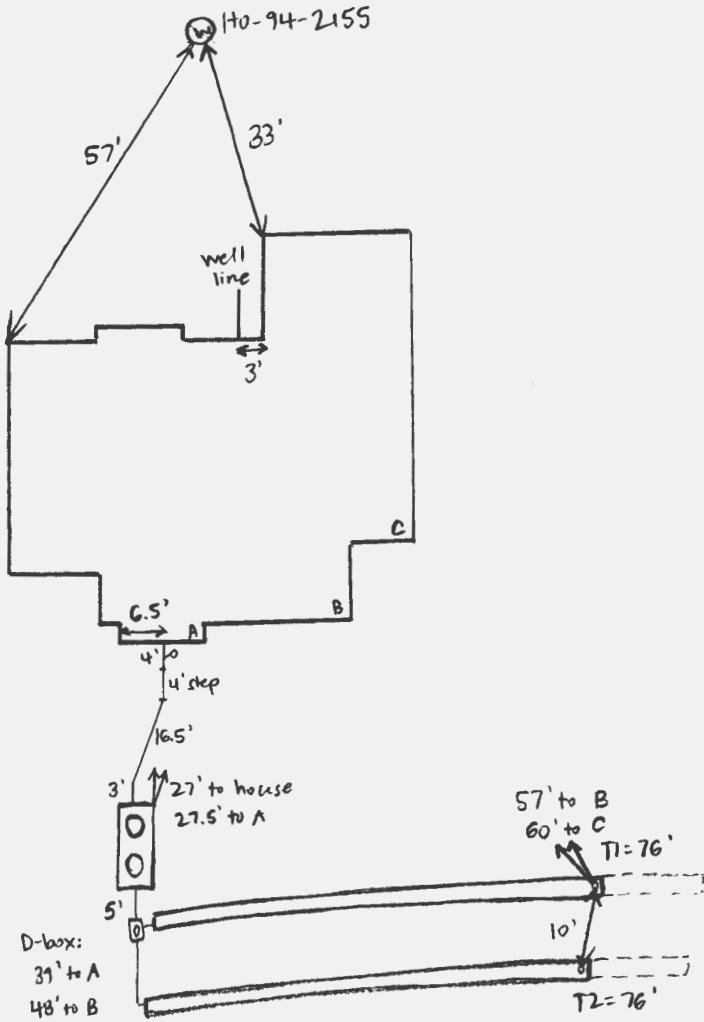 W HO-94-2155
57'
33'
well
line
3'
C
B
6.5'
A
4'
4' step
16.5'
3'
27' to house
27.5' to A
57' to B
60' to C
T1=76'
5'
10'
D-box:
39' to A
48' to B
T2=76'